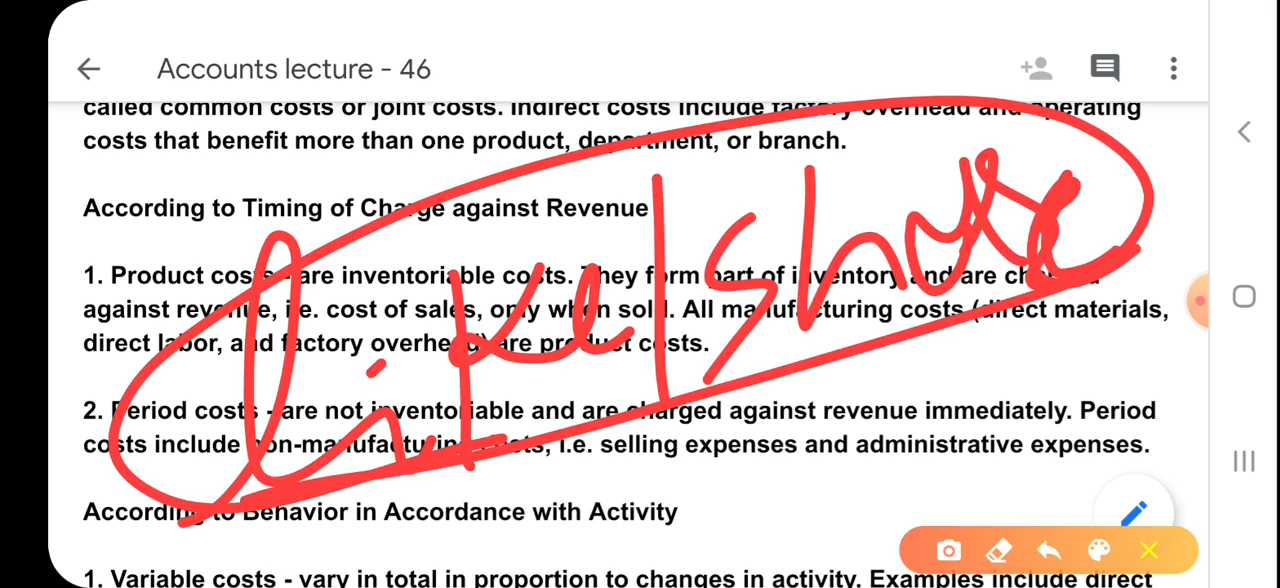 Accounts lecture - 46
called common costs or joint costs. Indirect costs include factory overhead and operating
costs that benefit more than one product, department, or branch.
According to Timing of Charge against Revenue
1. Product costs - are inventoriable costs. They form part of inventory and are charged
against revenue, i.e. cost of sales, only when sold. All manufacturing costs (direct materials,
direct labor, and factory overhead) are product costs.
2. Period costs - are not inventoriable and are charged against revenue immediately. Period
costs include non-manufacturing costs, i.e. selling expenses and administrative expenses.
According to Behavior in Accordance with Activity
1. Variable costs - vary in total in proportion to changes in activity. Examples include direct
like/share